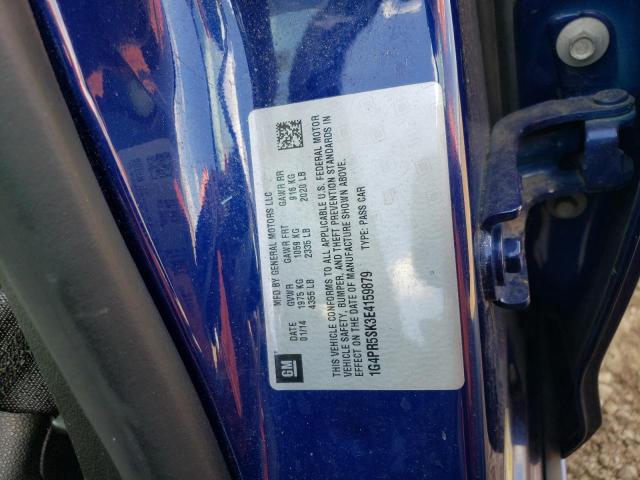 GM
MFD BY GENERAL MOTORS LLC
DATE GVWR GAWR FRT GAWR RR
01/14 1975 KG 1059 KG 916 KG
4355 LB 2335 LB 2020 LB
THIS VEHICLE CONFORMS TO ALL APPLICABLE U.S. FEDERAL MOTOR
VEHICLE SAFETY, BUMPER, AND THEFT PREVENTION STANDARDS IN
EFFECT ON THE DATE OF MANUFACTURE SHOWN ABOVE.
1G4PR5SK3E4159879 TYPE: PASS CAR